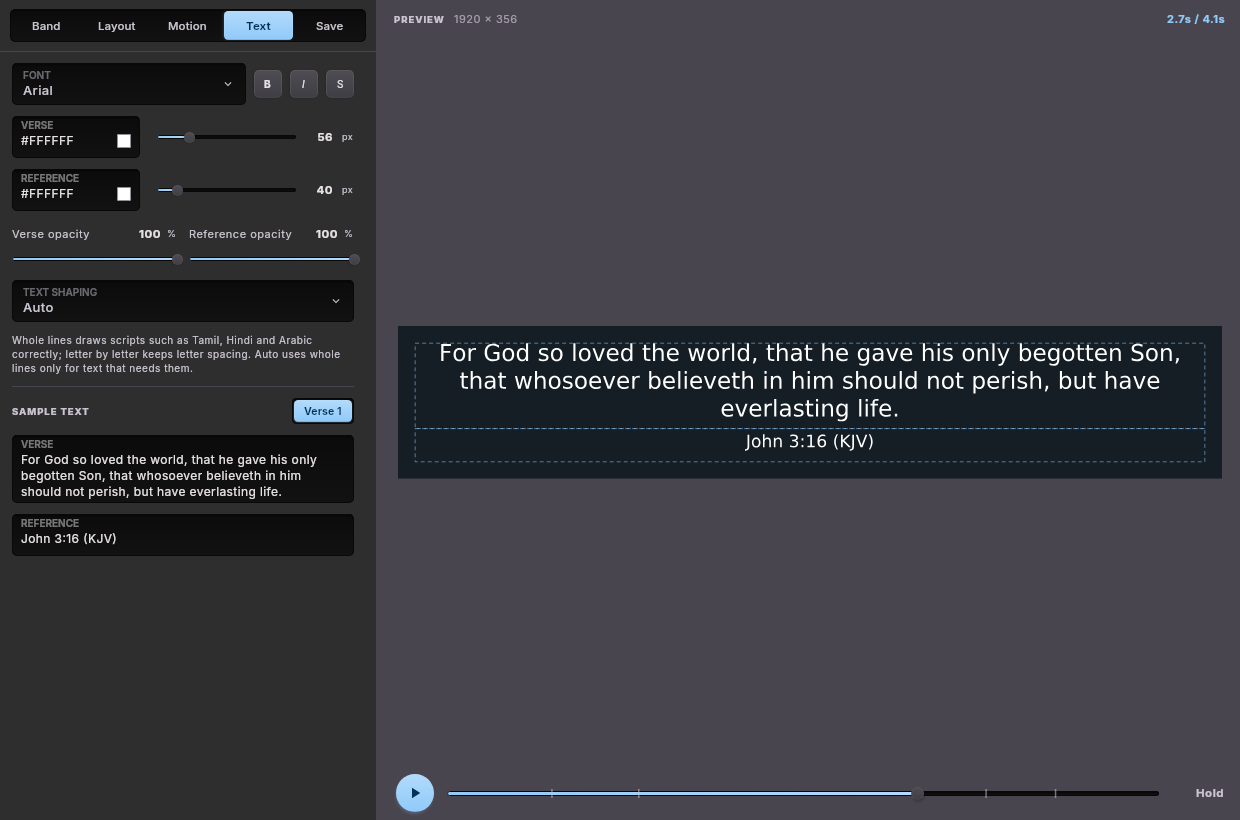 Band Layout Motion Text Save
FONT
Arial
B I S
VERSE
#FFFFFF
56 px
REFERENCE
#FFFFFF
40 px
Verse opacity 100 % Reference opacity 100 %
TEXT SHAPING
Auto
Whole lines draws scripts such as Tamil, Hindi and Arabic
correctly; letter by letter keeps letter spacing. Auto uses whole
lines only for text that needs them.
SAMPLE TEXT Verse 1
VERSE
For God so loved the world, that he gave his only
begotten Son, that whosoever believeth in him
should not perish, but have everlasting life.
REFERENCE
John 3:16 (KJV)
PREVIEW 1920 × 356 2.7s / 4.1s
For God so loved the world, that he gave his only begotten Son,
that whosoever believeth in him should not perish, but have
everlasting life.
John 3:16 (KJV)
Hold